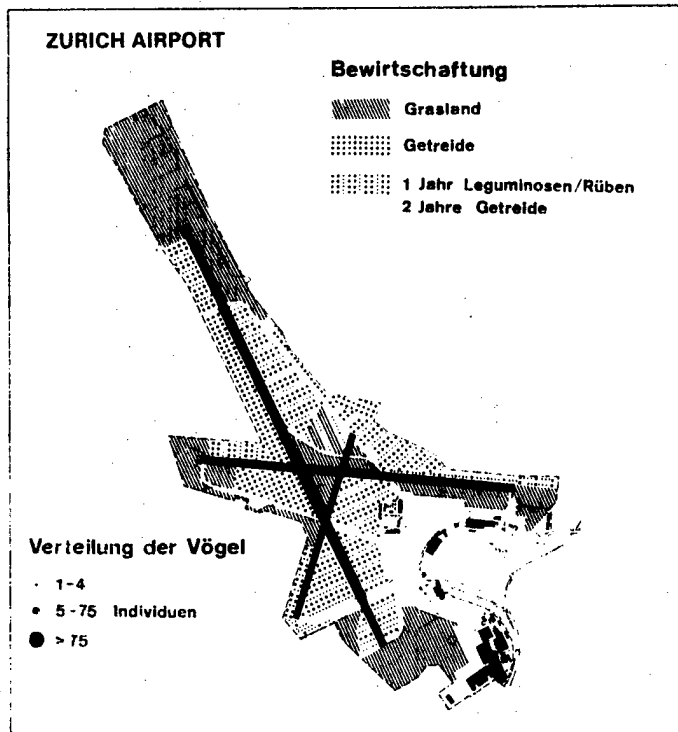 ZURICH AIRPORT
Bewirtschaftung
Grasland
Getreide
1 Jahr Leguminosen/Rüben
2 Jahre Getreide
Verteilung der Vögel
1-4
5-75 Individuen
> 75